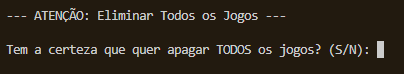 --- ATENÇÃO: Eliminar Todos os Jogos ---
Tem a certeza que quer apagar TODOS os jogos? (S/N):